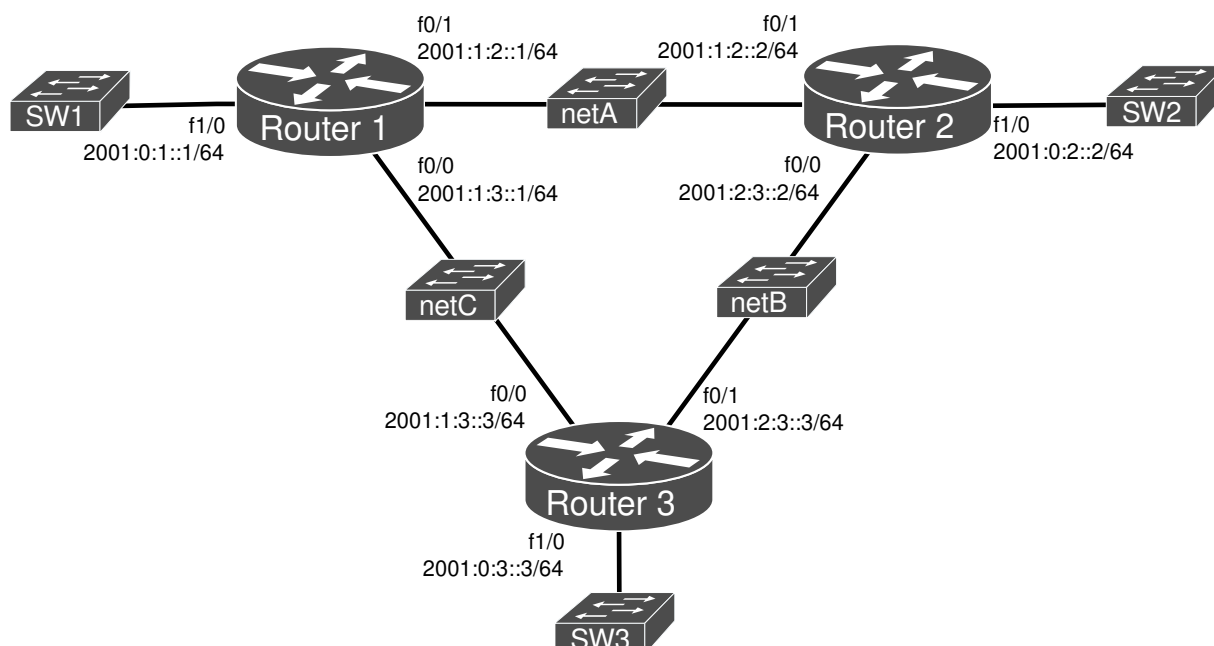 f0/1
2001:1:2::1/64
f0/1
2001:1:2::2/64
SW1
f1/0
2001:0:1::1/64
Router 1
netA
Router 2
SW2
f1/0
2001:0:2::2/64
f0/0
2001:1:3::1/64
f0/0
2001:2:3::2/64
netC
netB
f0/0
2001:1:3::3/64
f0/1
2001:2:3::3/64
Router 3
f1/0
2001:0:3::3/64
SW3